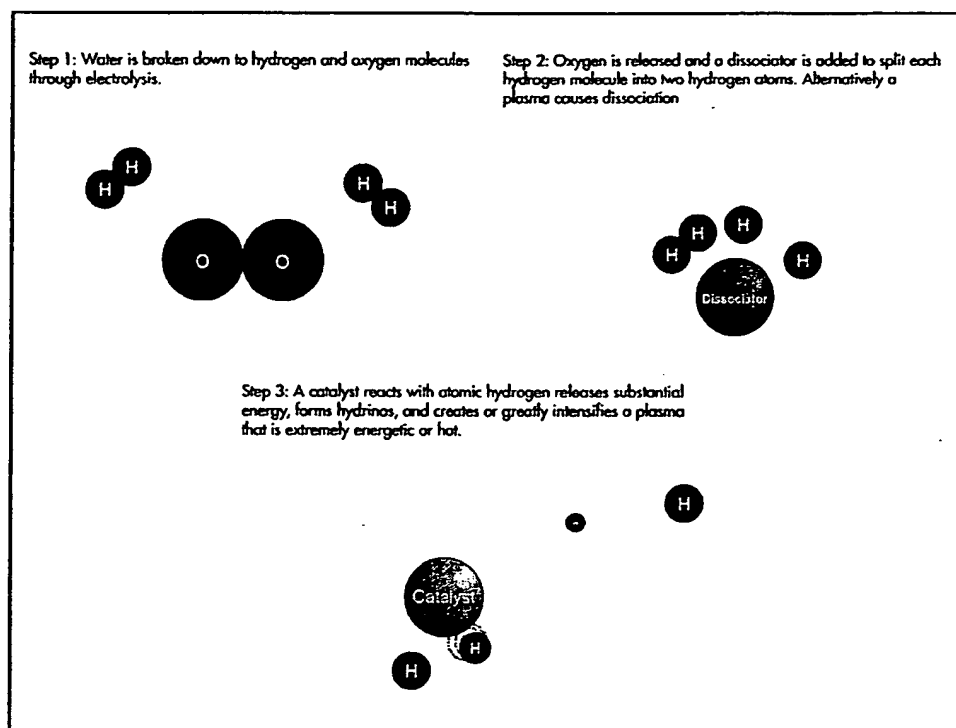 Step 1: Water is broken down to hydrogen and oxygen molecules
through electrolysis.
Step 2: Oxygen is released and a dissociator is added to split each
hydrogen molecule into two hydrogen atoms. Alternatively a
plasma causes dissociation
H
H
H
H
O
O
H
H
H
H
Dissociator
Step 3: A catalyst reacts with atomic hydrogen releases substantial
energy, forms hydrinos, and creates or greatly intensifies a plasma
that is extremely energetic or hot.
H
-
Catalyst
H
H